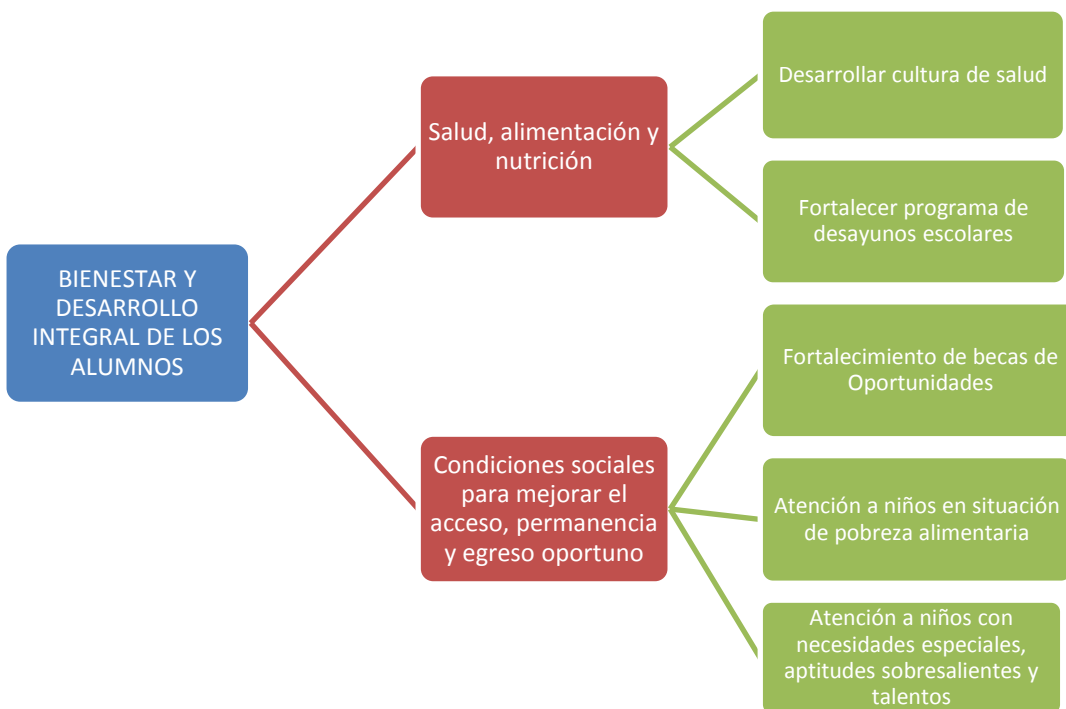 BIENESTAR Y
DESARROLLO
INTEGRAL DE LOS
ALUMNOS
Salud, alimentación y
nutrición
Desarrollar cultura de salud
Fortalecer programa de
desayunos escolares
Condiciones sociales
para mejorar el
acceso, permanencia
y egreso oportuno
Fortalecimiento de becas de
Oportunidades
Atención a niños en situación
de pobreza alimentaria
Atención a niños con
necesidades especiales,
aptitudes sobresalientes y
talentos